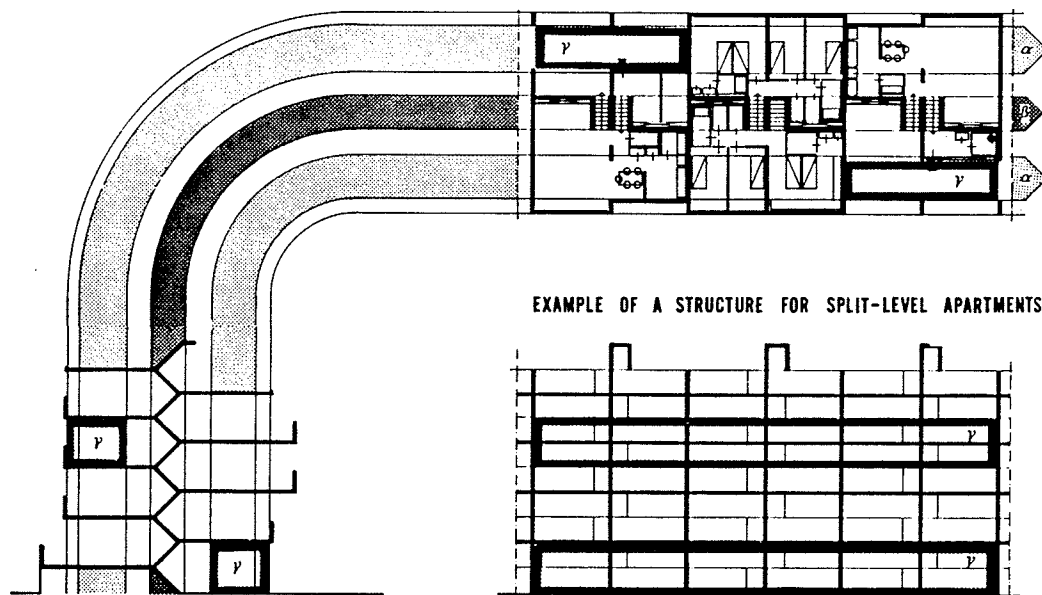 γ
α
β
α
γ
EXAMPLE OF A STRUCTURE FOR SPLIT-LEVEL APARTMENTS
γ
γ
γ
γ